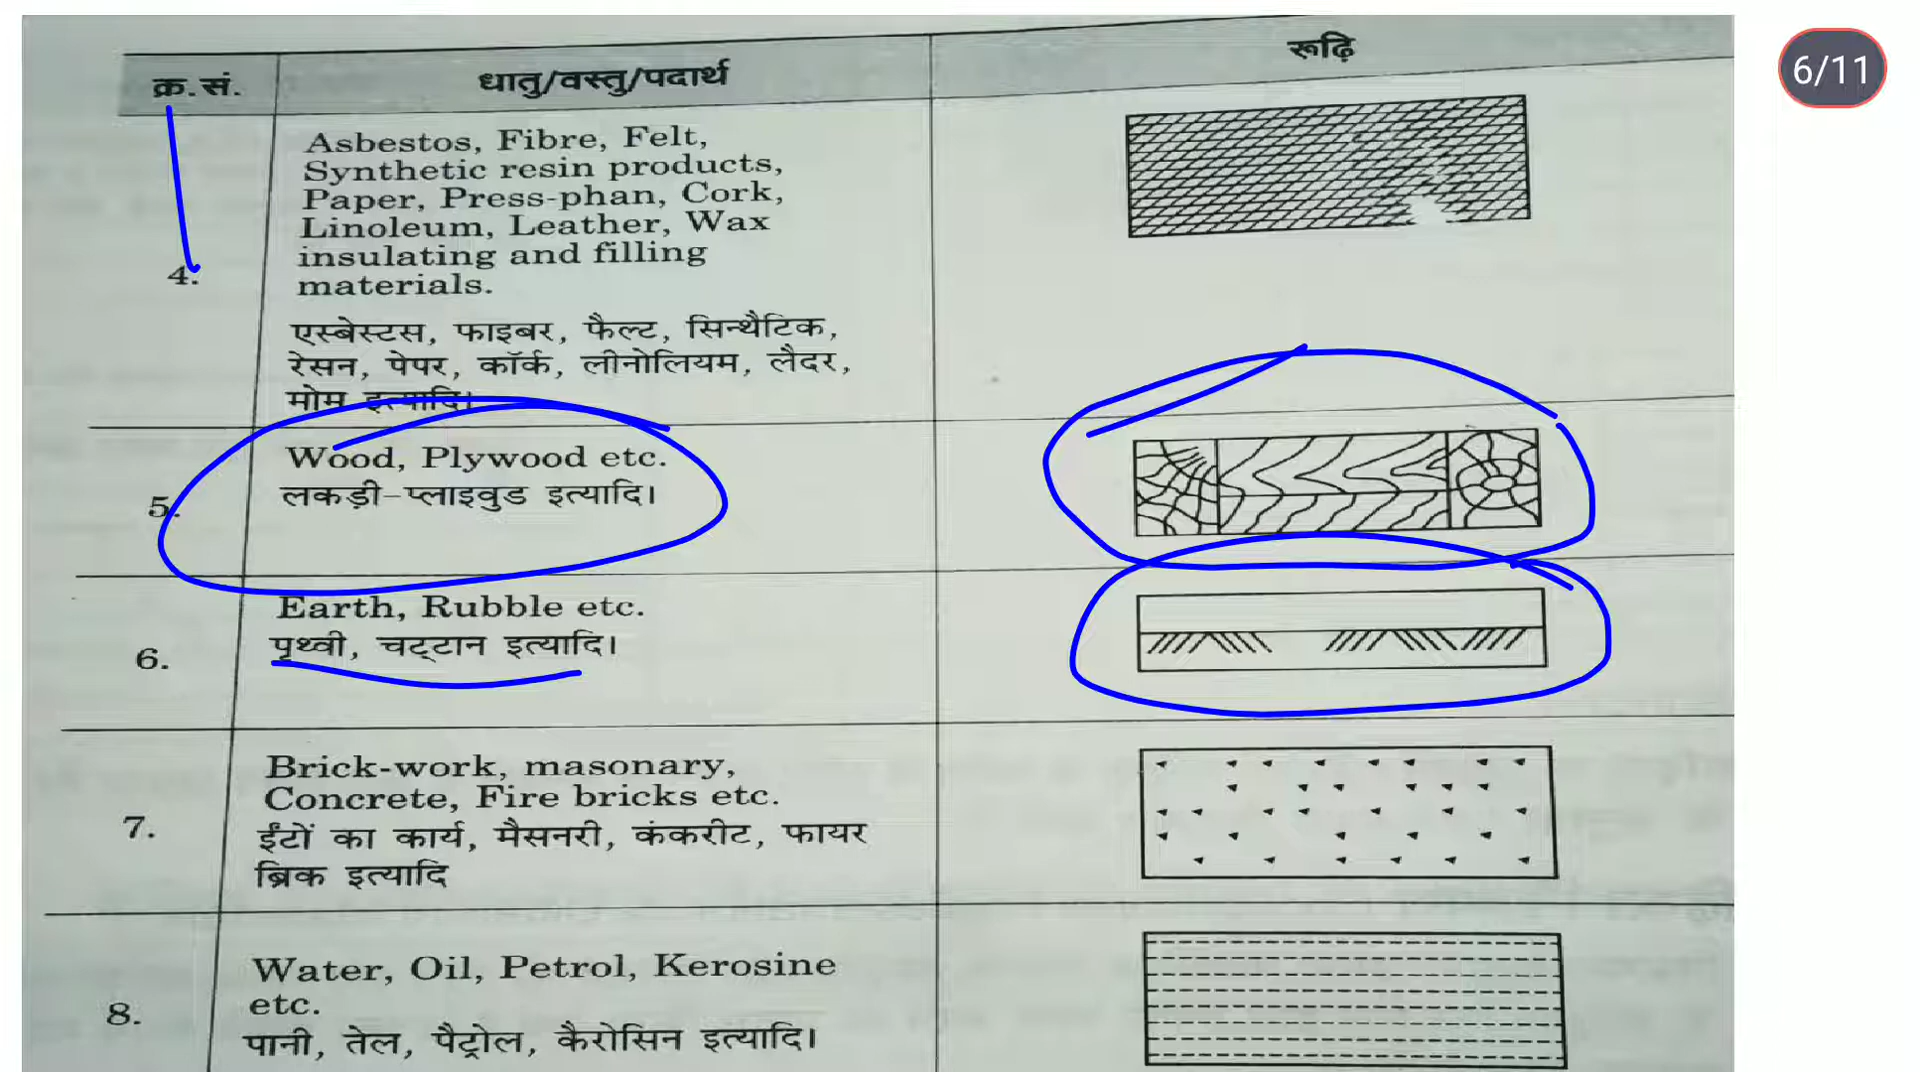 क्र.सं.
धातु/वस्तु/पदार्थ
रूढ़ि
6/11
4.
Asbestos, Fibre, Felt,
Synthetic resin products,
Paper, Press-phan, Cork,
Linoleum, Leather, Wax
insulating and filling
materials.
एस्बेस्टस, फाइबर, फैल्ट, सिन्थैटिक,
रेसन, पेपर, कॉर्क, लीनोलियम, लैदर,
मोम इत्यादि।
5.
Wood, Plywood etc.
लकड़ी-प्लाइवुड इत्यादि।
6.
Earth, Rubble etc.
पृथ्वी, चट्टान इत्यादि।
7.
Brick-work, masonary,
Concrete, Fire bricks etc.
ईंटों का कार्य, मैसनरी, कंकरीट, फायर
ब्रिक इत्यादि
8.
Water, Oil, Petrol, Kerosine
etc.
पानी, तेल, पैट्रोल, कैरोसिन इत्यादि।